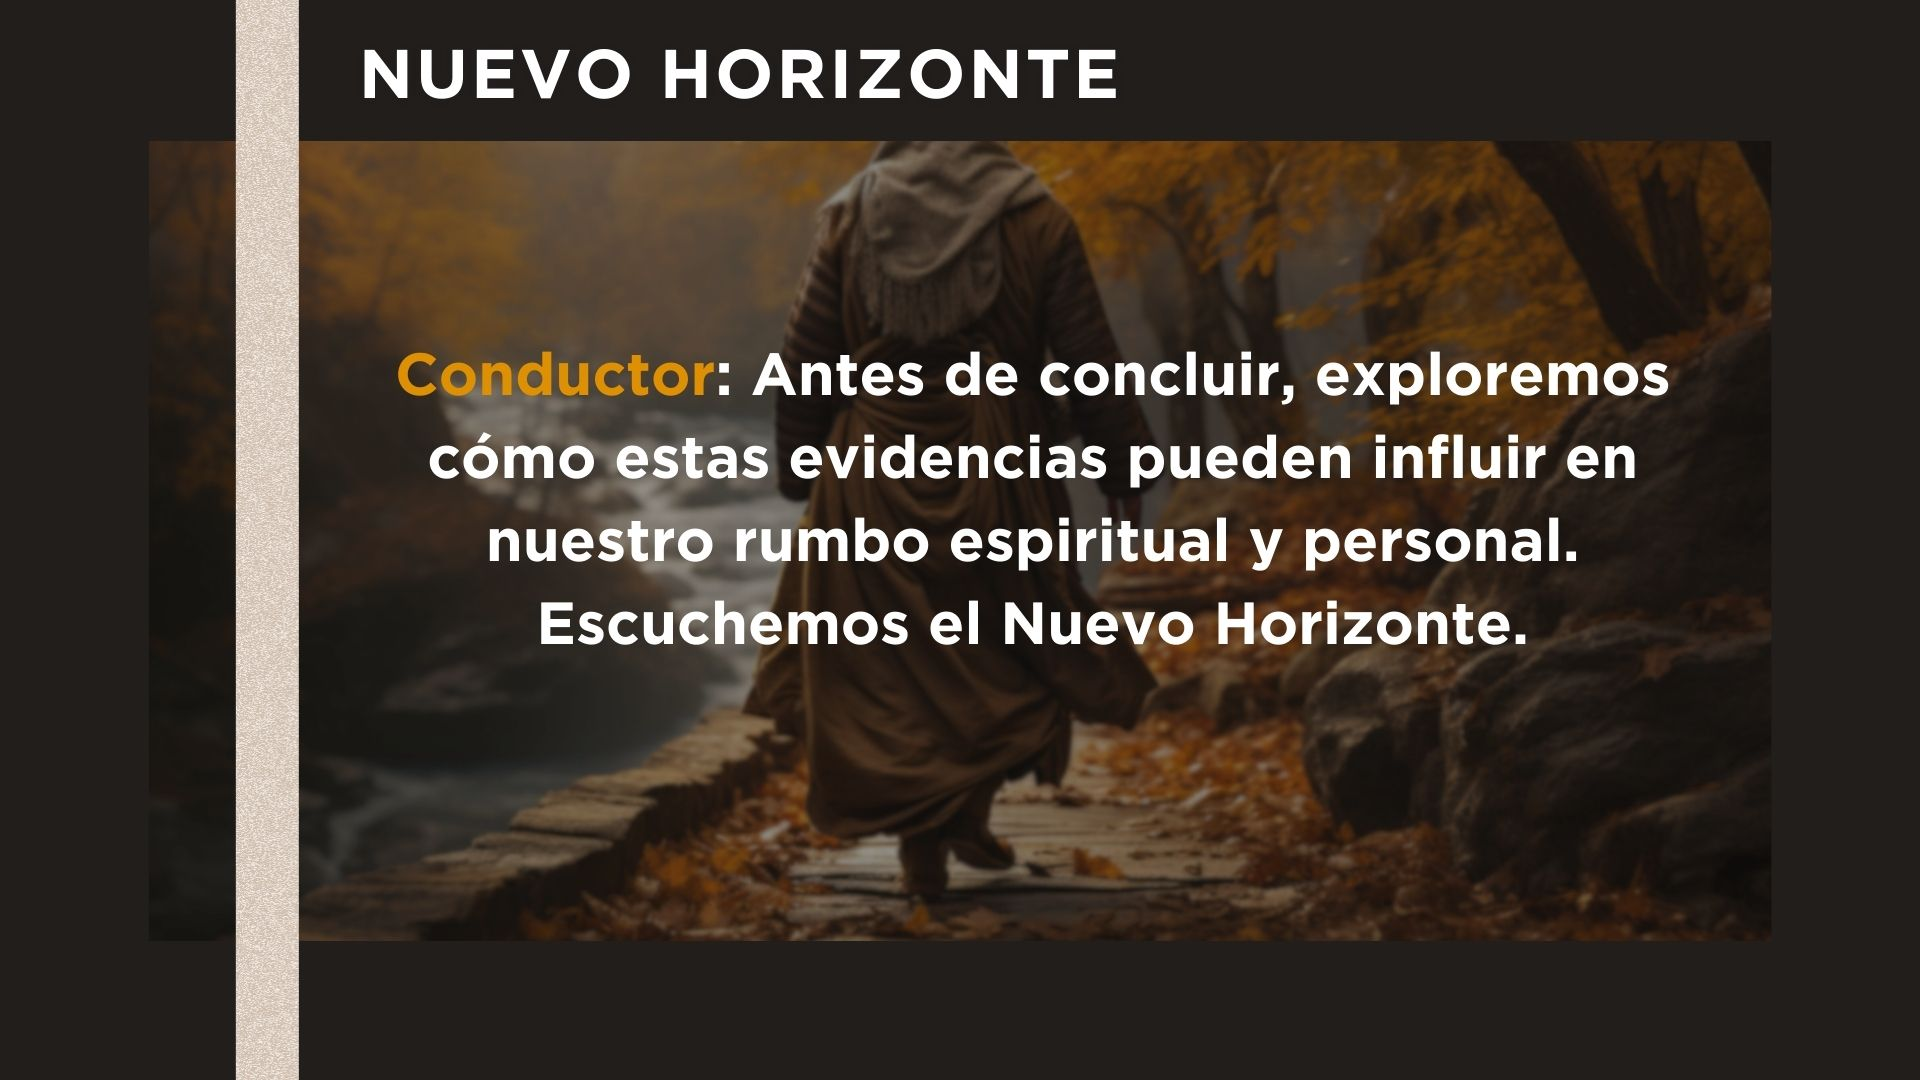 NUEVO HORIZONTE
Conductor: Antes de concluir, exploremos
cómo estas evidencias pueden influir en
nuestro rumbo espiritual y personal.
Escuchemos el Nuevo Horizonte.